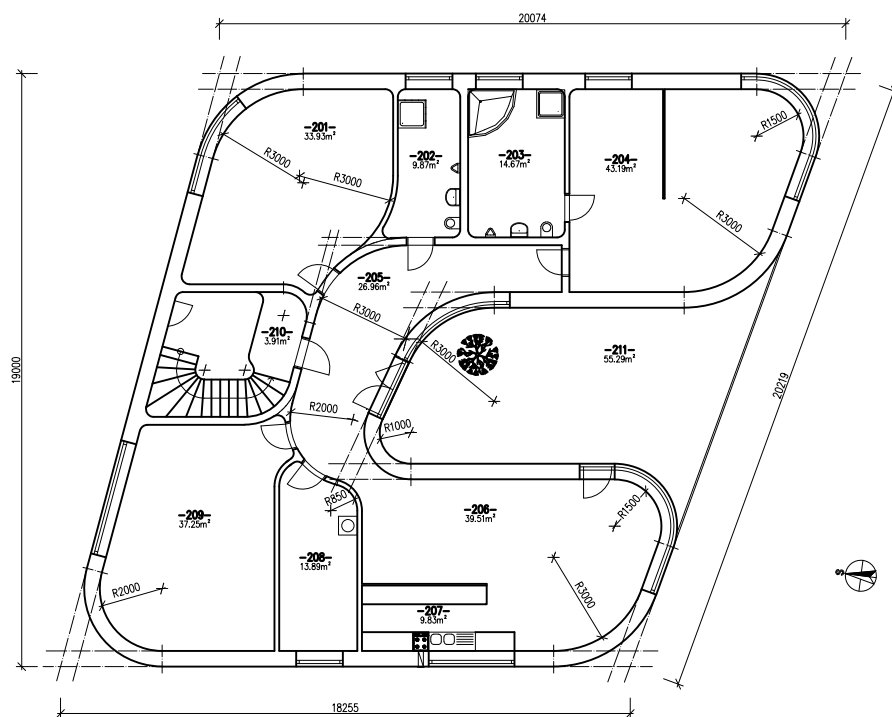 20074
-201-
33.93m²
R3000
R3000
-202-
9.87m²
-203-
14.67m²
-204-
43.19m²
R1500
R3000
-205-
26.96m²
R3000
-210-
3.91m²
R3000
-211-
55.29m²
19000
20219
R2000
R1000
-209-
37.25m²
R2000
R850
-208-
13.89m²
-206-
39.51m²
R1500
R3000
-207-
9.83m²
S
18255